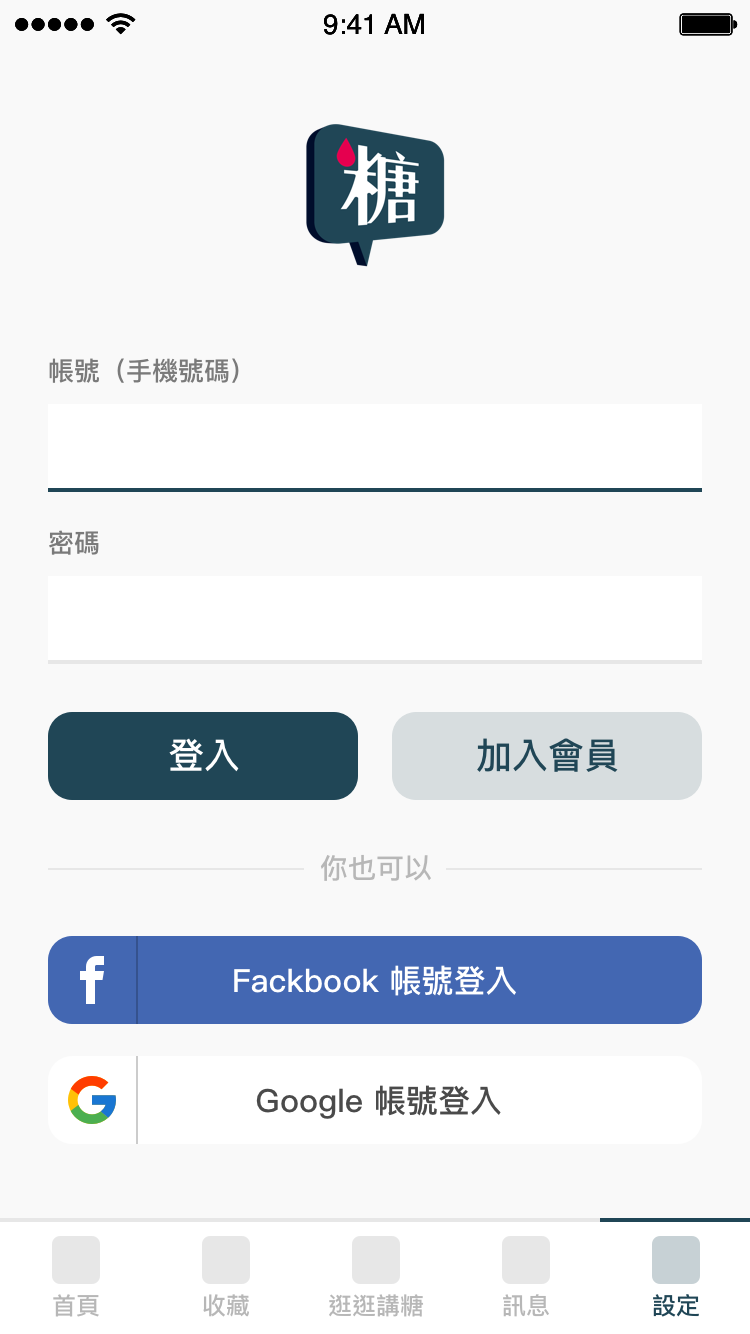 9:41 AM
糖
帳號（手機號碼）
密碼
登入
加入會員
你也可以
Fackbook 帳號登入
Google 帳號登入
首頁
收藏
逛逛講糖
訊息
設定